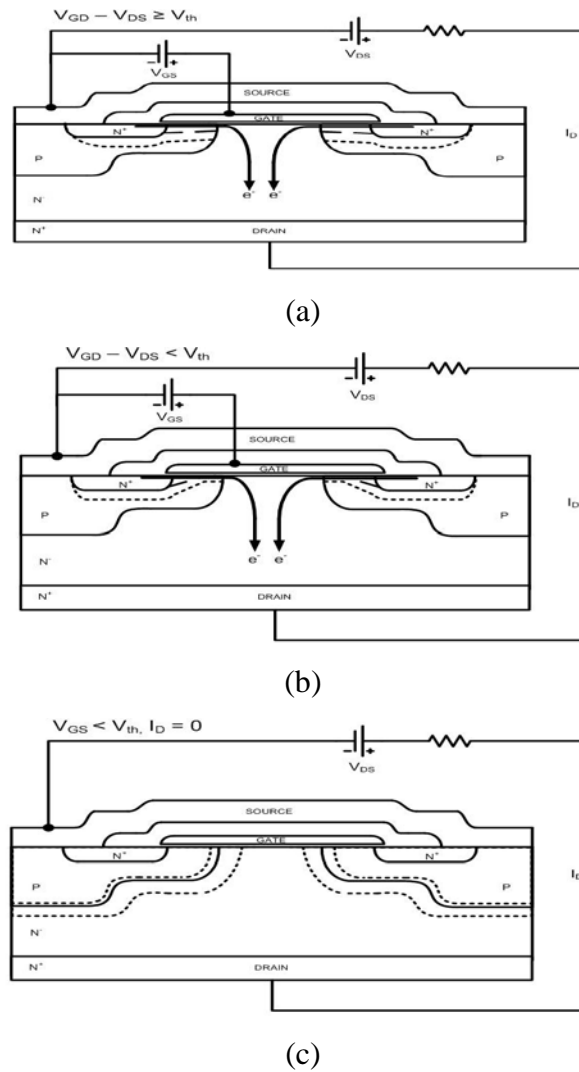 V_GD – V_DS ≥ V_th
V_DS
V_GS
SOURCE
GATE
N⁺ N⁺
P P
I_D
N⁻
e⁻ e⁻
N⁺ DRAIN
(a)
V_GD – V_DS < V_th
V_DS
V_GS
SOURCE
GATE
N⁺ N⁺
P P
I_D
N⁻
e⁻ e⁻
N⁺ DRAIN
(b)
V_GS < V_th, I_D = 0
V_DS
SOURCE
GATE
N⁺ N⁺
P P
I_D
N⁻
N⁺ DRAIN
(c)